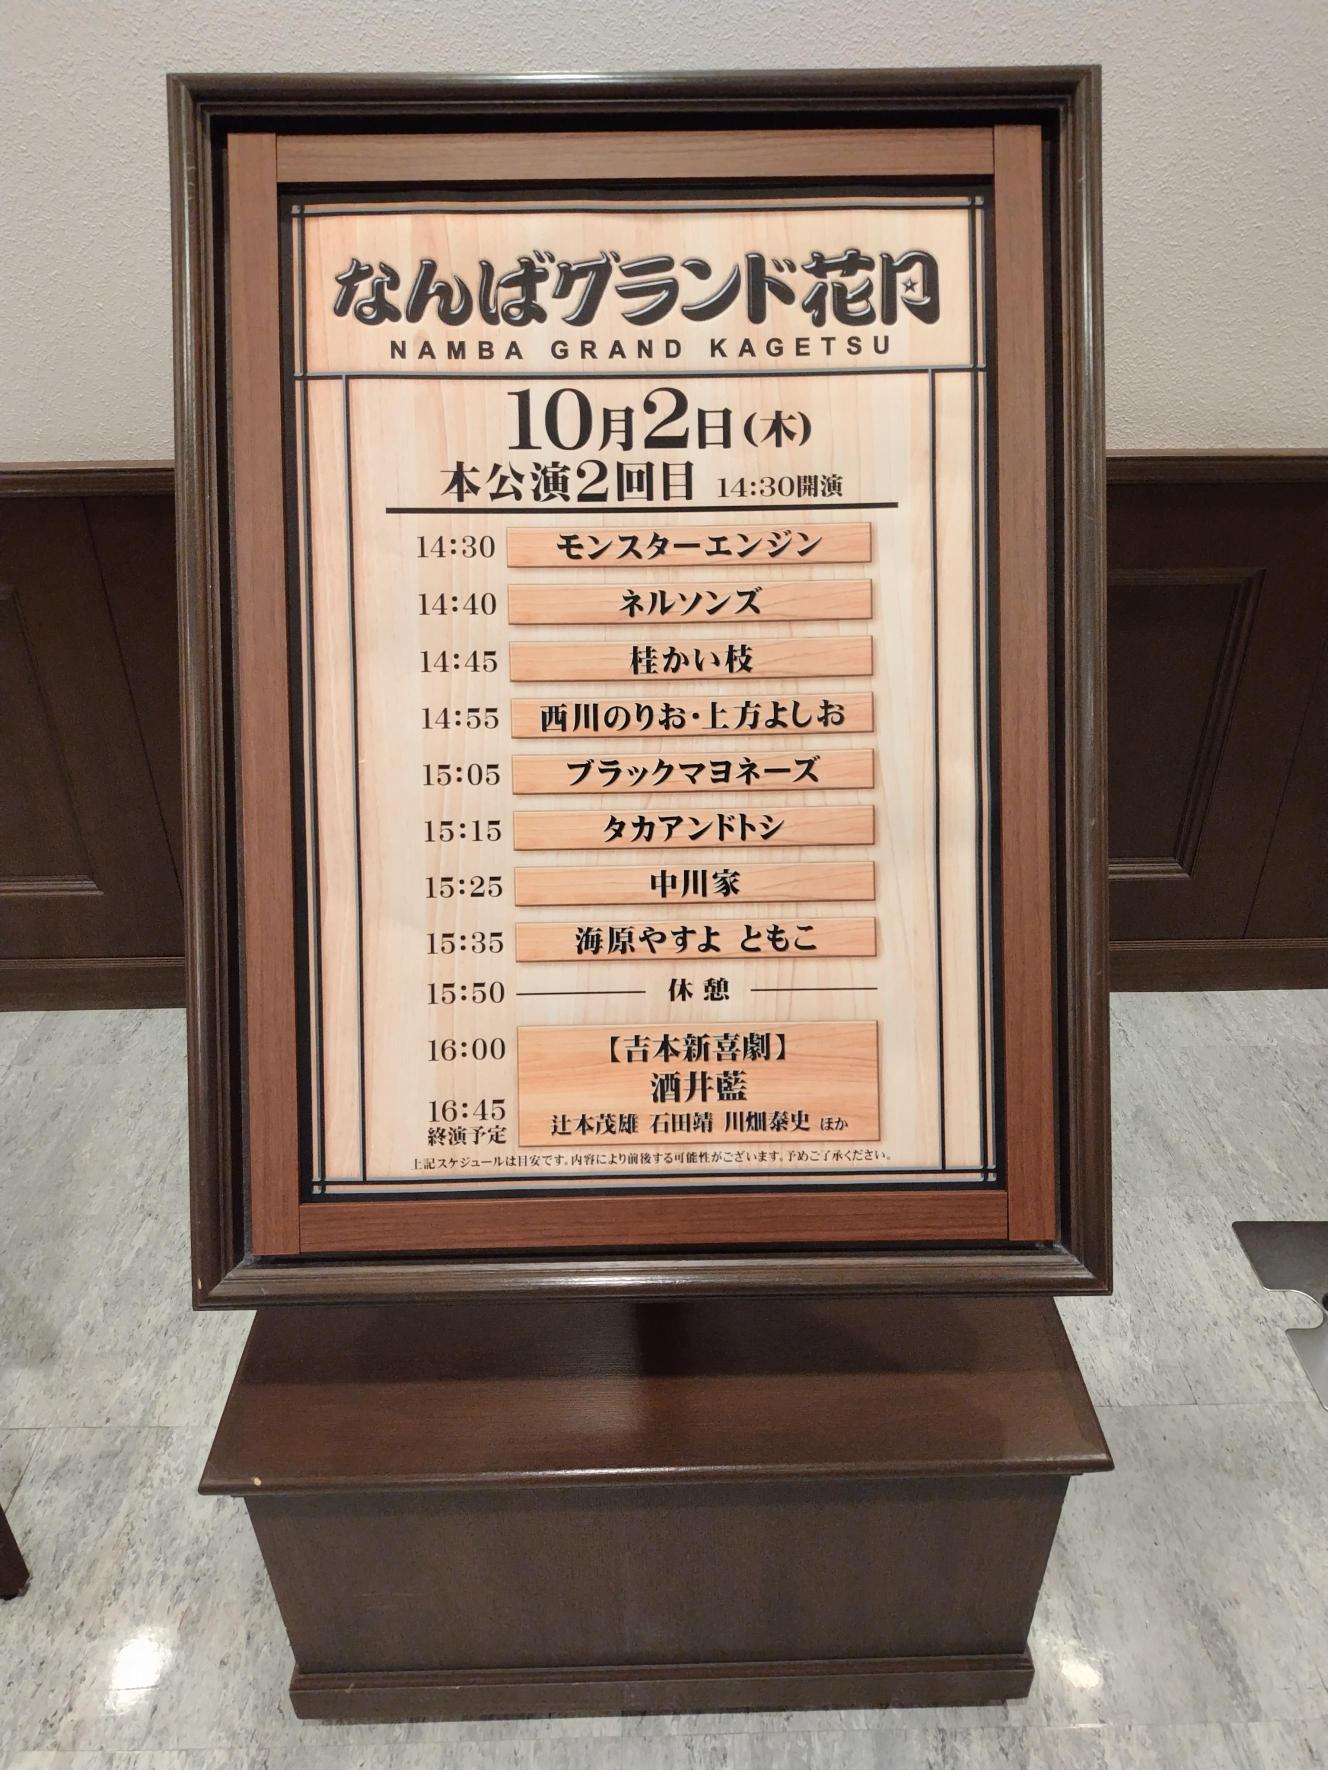 なんばグランド花月
NAMBA GRAND KAGETSU
10月2日(木)
本公演2回目 14:30開演
14:30 モンスターエンジン
14:40 ネルソンズ
14:45 桂かい枝
14:55 西川のりお・上方よしお
15:05 ブラックマヨネーズ
15:15 タカアンドトシ
15:25 中川家
15:35 海原やすよ ともこ
15:50 休憩
16:00 【吉本新喜劇】
酒井藍
16:45 辻本茂雄 石田靖 川畑泰史 ほか
終演予定
上記スケジュールは目安です。内容により前後する可能性がございます。予めご了承ください。